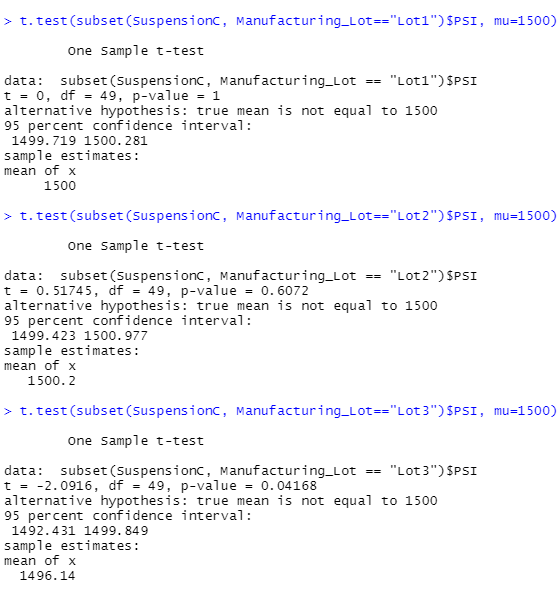 > t.test(subset(SuspensionC, Manufacturing_Lot=="Lot1")$PSI, mu=1500)
One Sample t-test
data:  subset(SuspensionC, Manufacturing_Lot == "Lot1")$PSI
t = 0, df = 49, p-value = 1
alternative hypothesis: true mean is not equal to 1500
95 percent confidence interval:
1499.719 1500.281
sample estimates:
mean of x
1500
> t.test(subset(SuspensionC, Manufacturing_Lot=="Lot2")$PSI, mu=1500)
One Sample t-test
data:  subset(SuspensionC, Manufacturing_Lot == "Lot2")$PSI
t = 0.51745, df = 49, p-value = 0.6072
alternative hypothesis: true mean is not equal to 1500
95 percent confidence interval:
1499.423 1500.977
sample estimates:
mean of x
1500.2
> t.test(subset(SuspensionC, Manufacturing_Lot=="Lot3")$PSI, mu=1500)
One Sample t-test
data:  subset(SuspensionC, Manufacturing_Lot == "Lot3")$PSI
t = -2.0916, df = 49, p-value = 0.04168
alternative hypothesis: true mean is not equal to 1500
95 percent confidence interval:
1492.431 1499.849
sample estimates:
mean of x
1496.14